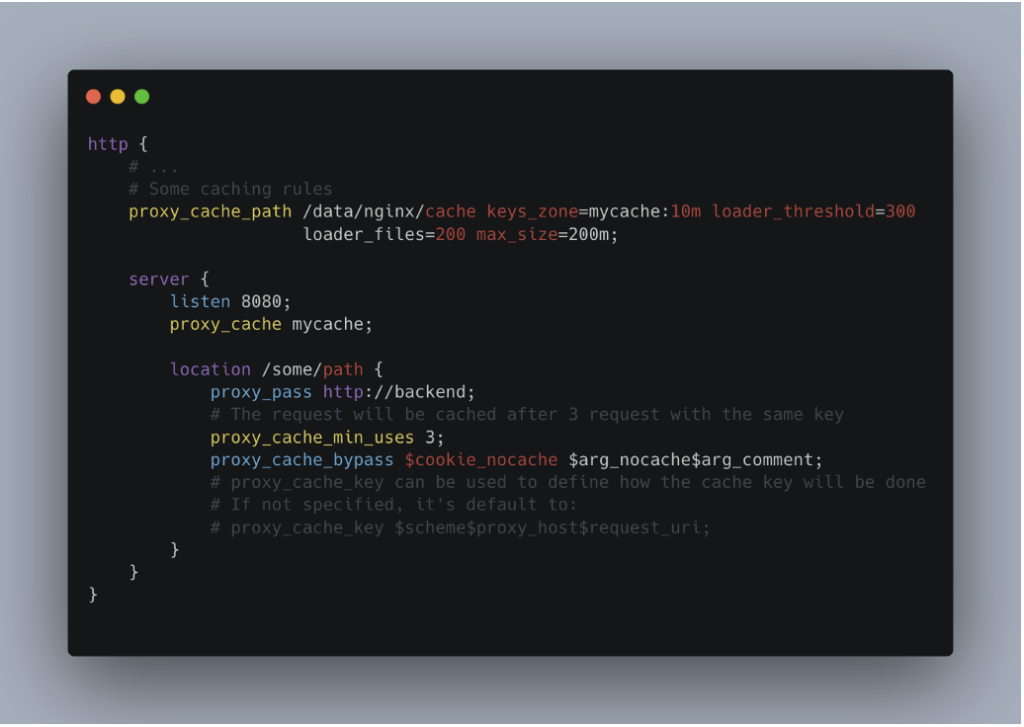 http {
    # ...
    # Some caching rules
    proxy_cache_path /data/nginx/cache keys_zone=mycache:10m loader_threshold=300
                     loader_files=200 max_size=200m;
    server {
        listen 8080;
        proxy_cache mycache;
        location /some/path {
            proxy_pass http://backend;
            # The request will be cached after 3 request with the same key
            proxy_cache_min_uses 3;
            proxy_cache_bypass $cookie_nocache $arg_nocache$arg_comment;
            # proxy_cache_key can be used to define how the cache key will be done
            # If not specified, it's default to:
            # proxy_cache_key $scheme$proxy_host$request_uri;
        }
    }
}